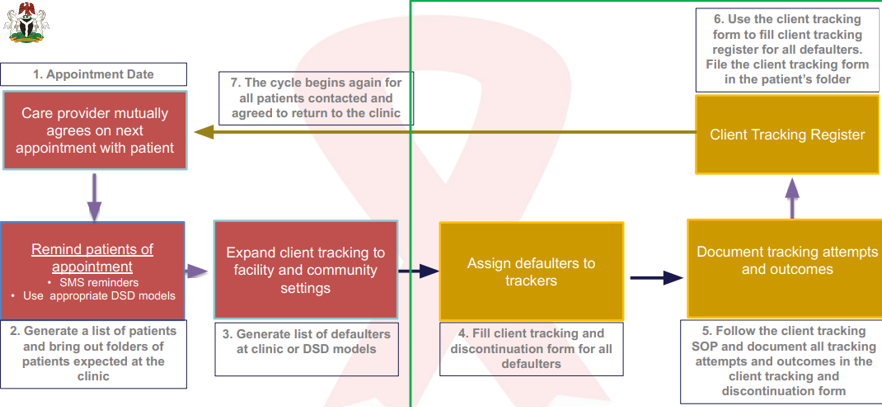 1. Appointment Date
Care provider mutually
agrees on next
appointment with patient
Remind patients of
appointment
• SMS reminders
• Use appropriate DSD models
2. Generate a list of patients
and bring out folders of
patients expected at the
clinic
Expand client tracking to
facility and community
settings
3. Generate list of defaulters
at clinic or DSD models
Assign defaulters to
trackers
4. Fill client tracking and
discontinuation form for all
defaulters
Document tracking attempts
and outcomes
5. Follow the client tracking
SOP and document all tracking
attempts and outcomes in the
client tracking and
discontinuation form
6. Use the client tracking
form to fill client tracking
register for all defaulters.
File the client tracking form
in the patient's folder
Client Tracking Register
7. The cycle begins again for
all patients contacted and
agreed to return to the clinic